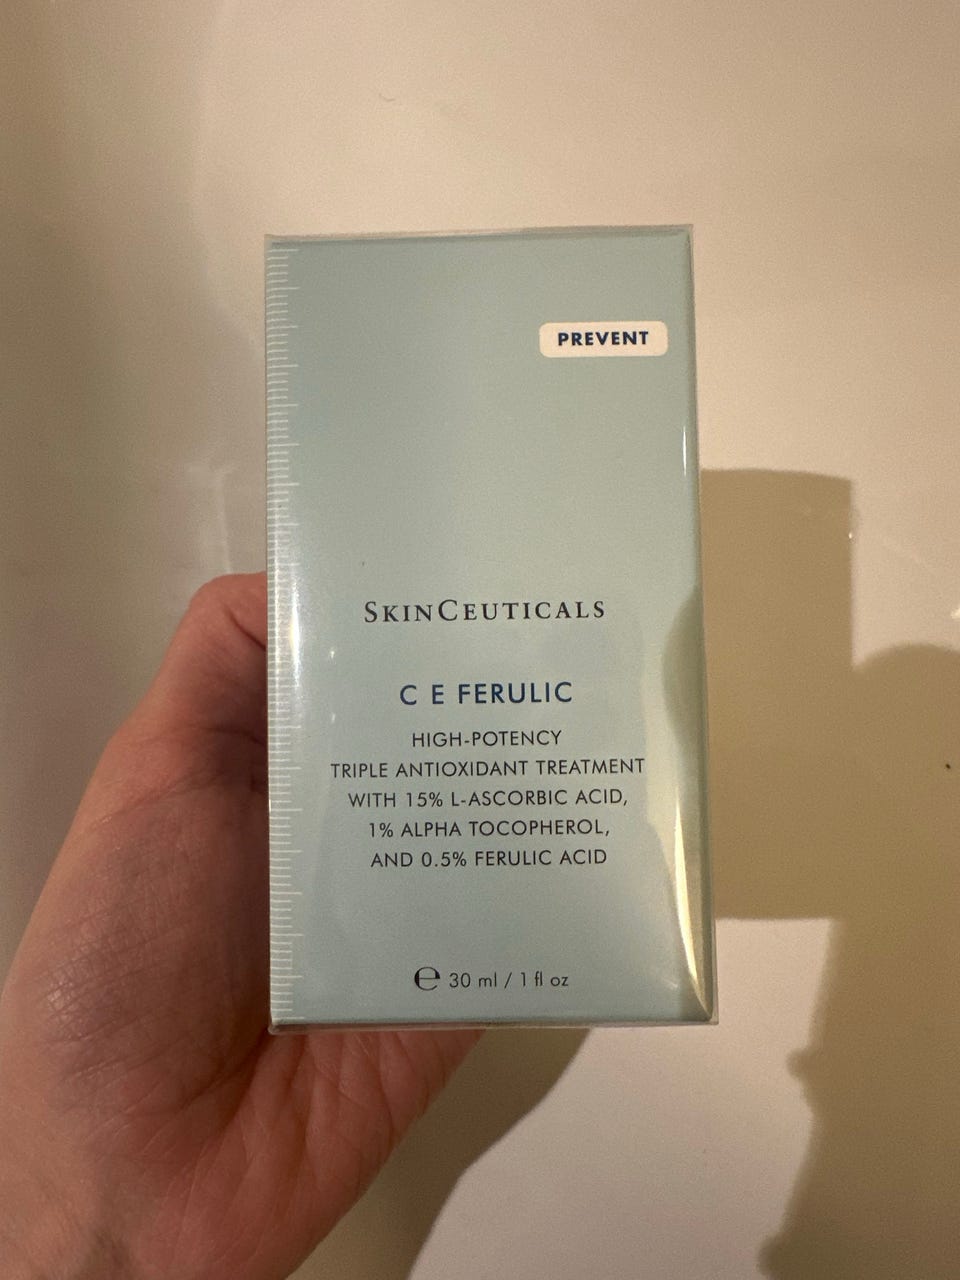 PREVENT
SKINCEUTICALS
C E FERULIC
HIGH-POTENCY
TRIPLE ANTIOXIDANT TREATMENT
WITH 15% L-ASCORBIC ACID,
1% ALPHA TOCOPHEROL,
AND 0.5% FERULIC ACID
℮ 30 ml / 1 fl oz